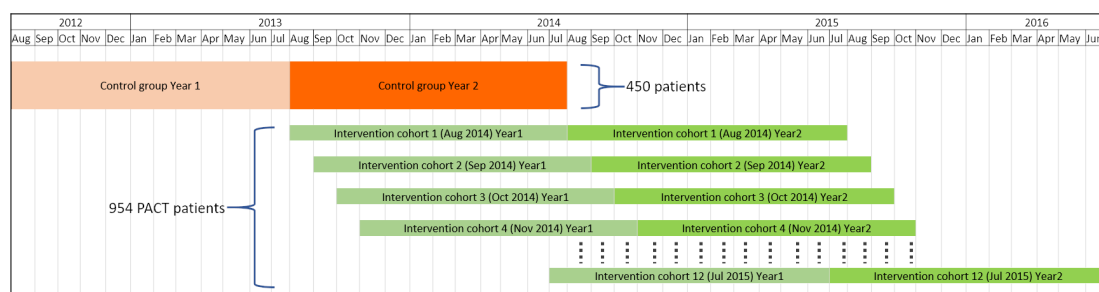 2012 2013 2014 2015 2016
Aug Sep Oct Nov Dec Jan Feb Mar Apr May Jun Jul Aug Sep Oct Nov Dec Jan Feb Mar Apr May Jun Jul Aug Sep Oct Nov Dec Jan Feb Mar Apr May Jun Jul Aug Sep Oct Nov Dec Jan Feb Mar Apr May Jun
Control group Year 1 Control group Year 2 450 patients
Intervention cohort 1 (Aug 2014) Year1 Intervention cohort 1 (Aug 2014) Year2
Intervention cohort 2 (Sep 2014) Year1 Intervention cohort 2 (Sep 2014) Year2
Intervention cohort 3 (Oct 2014) Year1 Intervention cohort 3 (Oct 2014) Year2
954 PACT patients
Intervention cohort 4 (Nov 2014) Year1 Intervention cohort 4 (Nov 2014) Year2
Intervention cohort 12 (Jul 2015) Year1 Intervention cohort 12 (Jul 2015) Year2